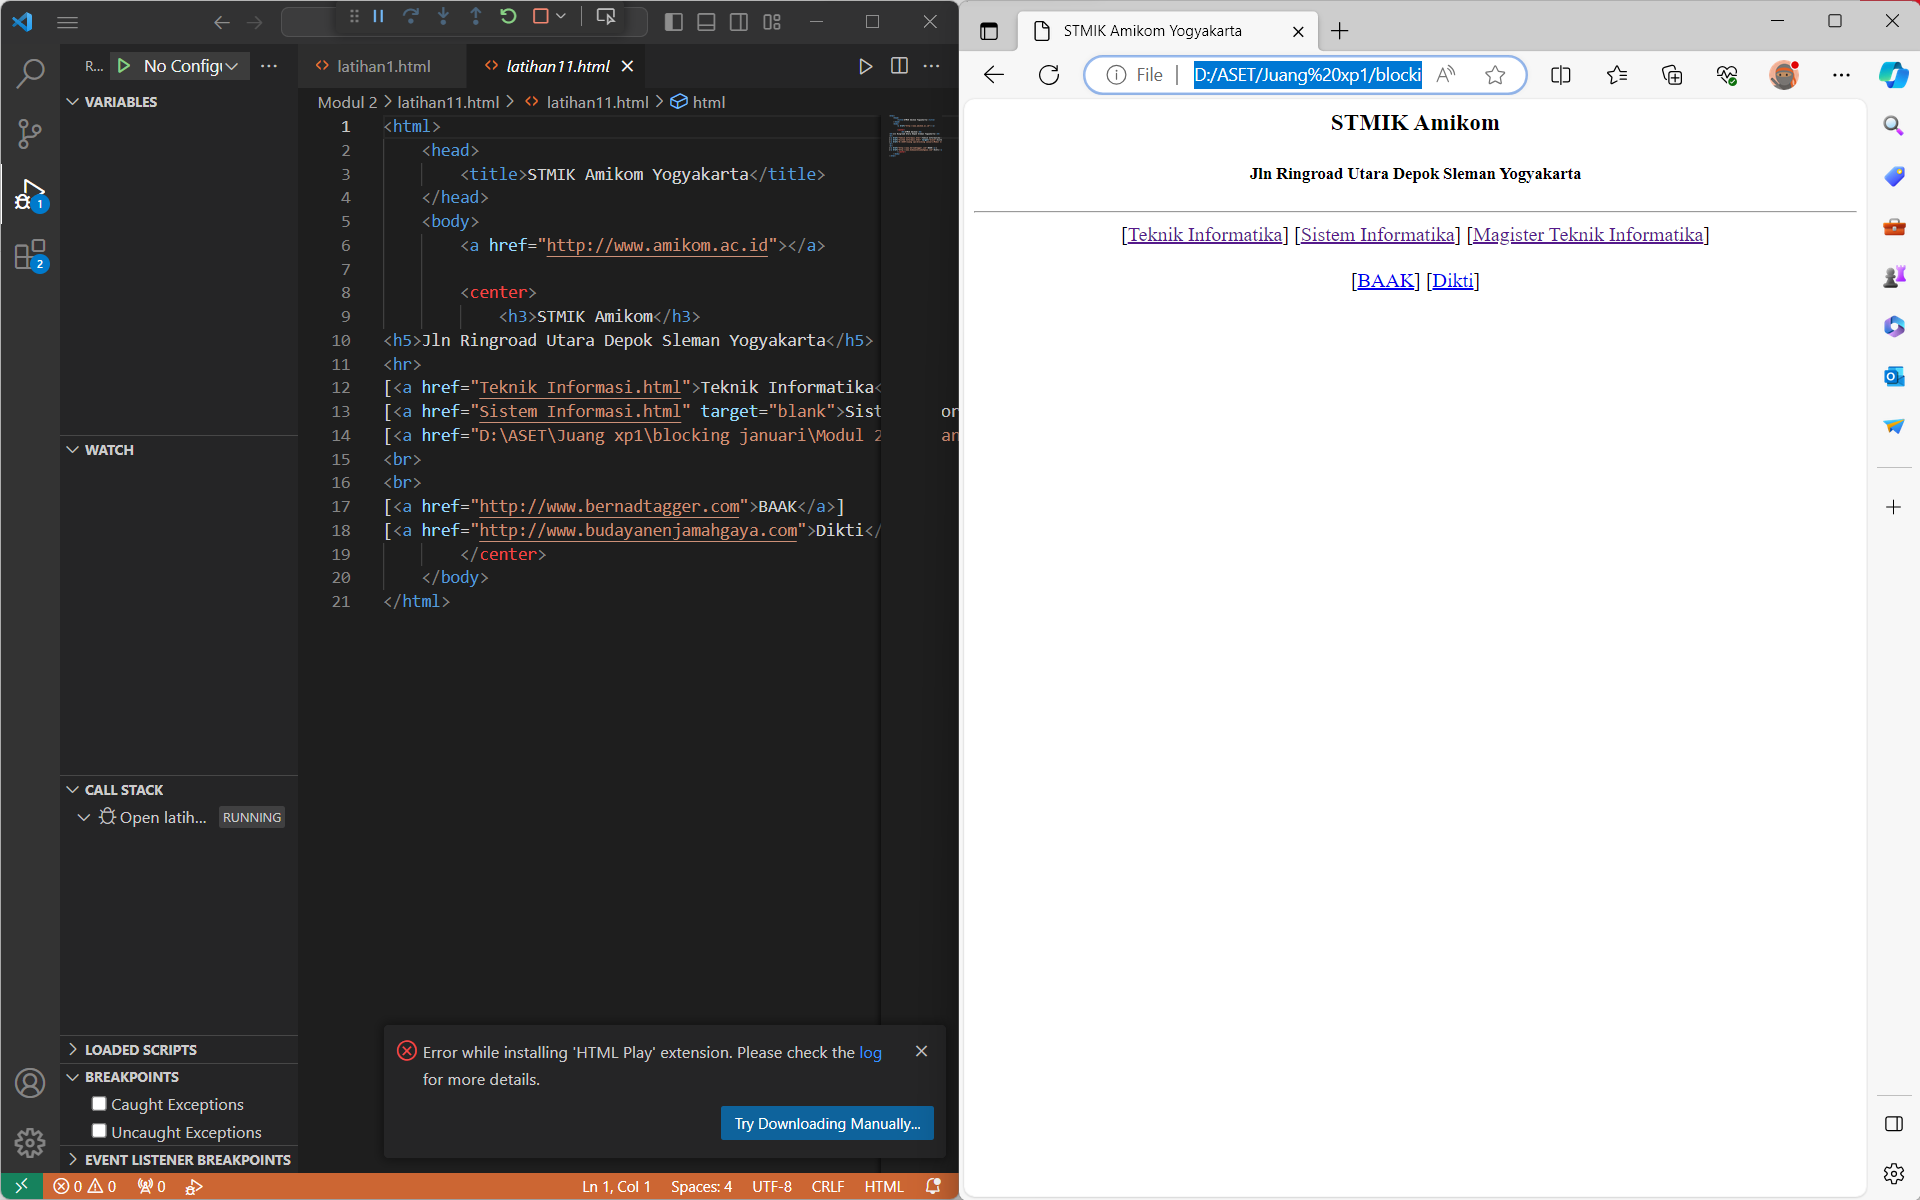 R...
No Config
latihan1.html
latihan11.html
Modul 2 > latihan11.html > latihan11.html > html
VARIABLES
WATCH
CALL STACK
Open latih...
RUNNING
LOADED SCRIPTS
BREAKPOINTS
Caught Exceptions
Uncaught Exceptions
EVENT LISTENER BREAKPOINTS
1
2
1 <html>
2 <head>
3 <title>STMIK Amikom Yogyakarta</title>
4 </head>
5 <body>
6 <a href="http://www.amikom.ac.id"></a>
7
8 <center>
9 <h3>STMIK Amikom</h3>
10 <h5>Jln Ringroad Utara Depok Sleman Yogyakarta</h5>
11 <hr>
12 [<a href="Teknik Informasi.html">Teknik Informatika<
13 [<a href="Sistem Informasi.html" target="blank">Sist or
14 [<a href="D:\ASET\Juang xp1\blocking januari\Modul 2 an
15 <br>
16 <br>
17 [<a href="http://www.bernadtagger.com">BAAK</a>]
18 [<a href="http://www.budayanenjamahgaya.com">Dikti</
19 </center>
20 </body>
21 </html>
Error while installing 'HTML Play' extension. Please check the log
for more details.
Try Downloading Manually...
0 0 0
Ln 1, Col 1 Spaces: 4 UTF-8 CRLF HTML
STMIK Amikom Yogyakarta
File D:/ASET/Juang%20xp1/blocki
STMIK Amikom
Jln Ringroad Utara Depok Sleman Yogyakarta
[Teknik Informatika] [Sistem Informatika] [Magister Teknik Informatika]
[BAAK] [Dikti]